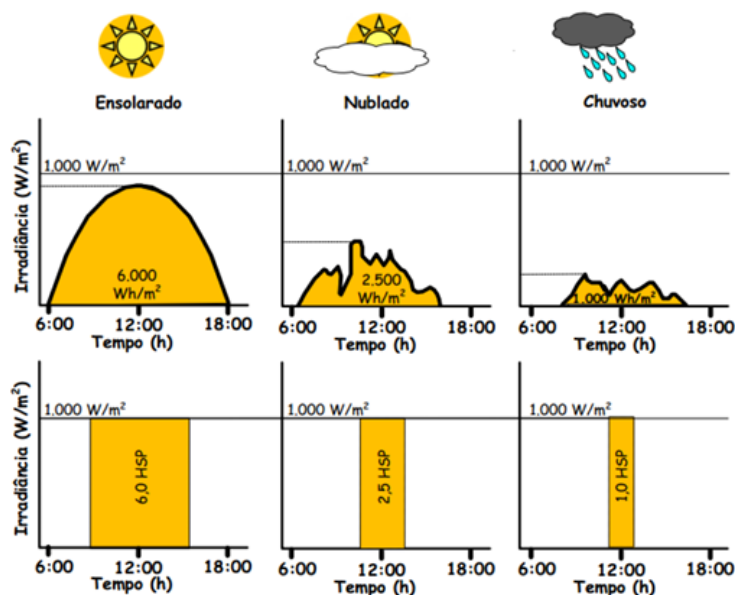 Ensolarado
Nublado
Chuvoso
Irradiância (W/m²)
1.000 W/m²
1.000 W/m²
1.000 W/m²
6.000
Wh/m²
2.500
Wh/m²
1.000 Wh/m²
6:00 12:00 18:00
6:00 12:00 18:00
6:00 12:00 18:00
Tempo (h)
Tempo (h)
Tempo (h)
Irradiância (W/m²)
1.000 W/m²
1.000 W/m²
1.000 W/m²
6,0 HSP
2,5 HSP
1,0 HSP
6:00 12:00 18:00
6:00 12:00 18:00
6:00 12:00 18:00
Tempo (h)
Tempo (h)
Tempo (h)